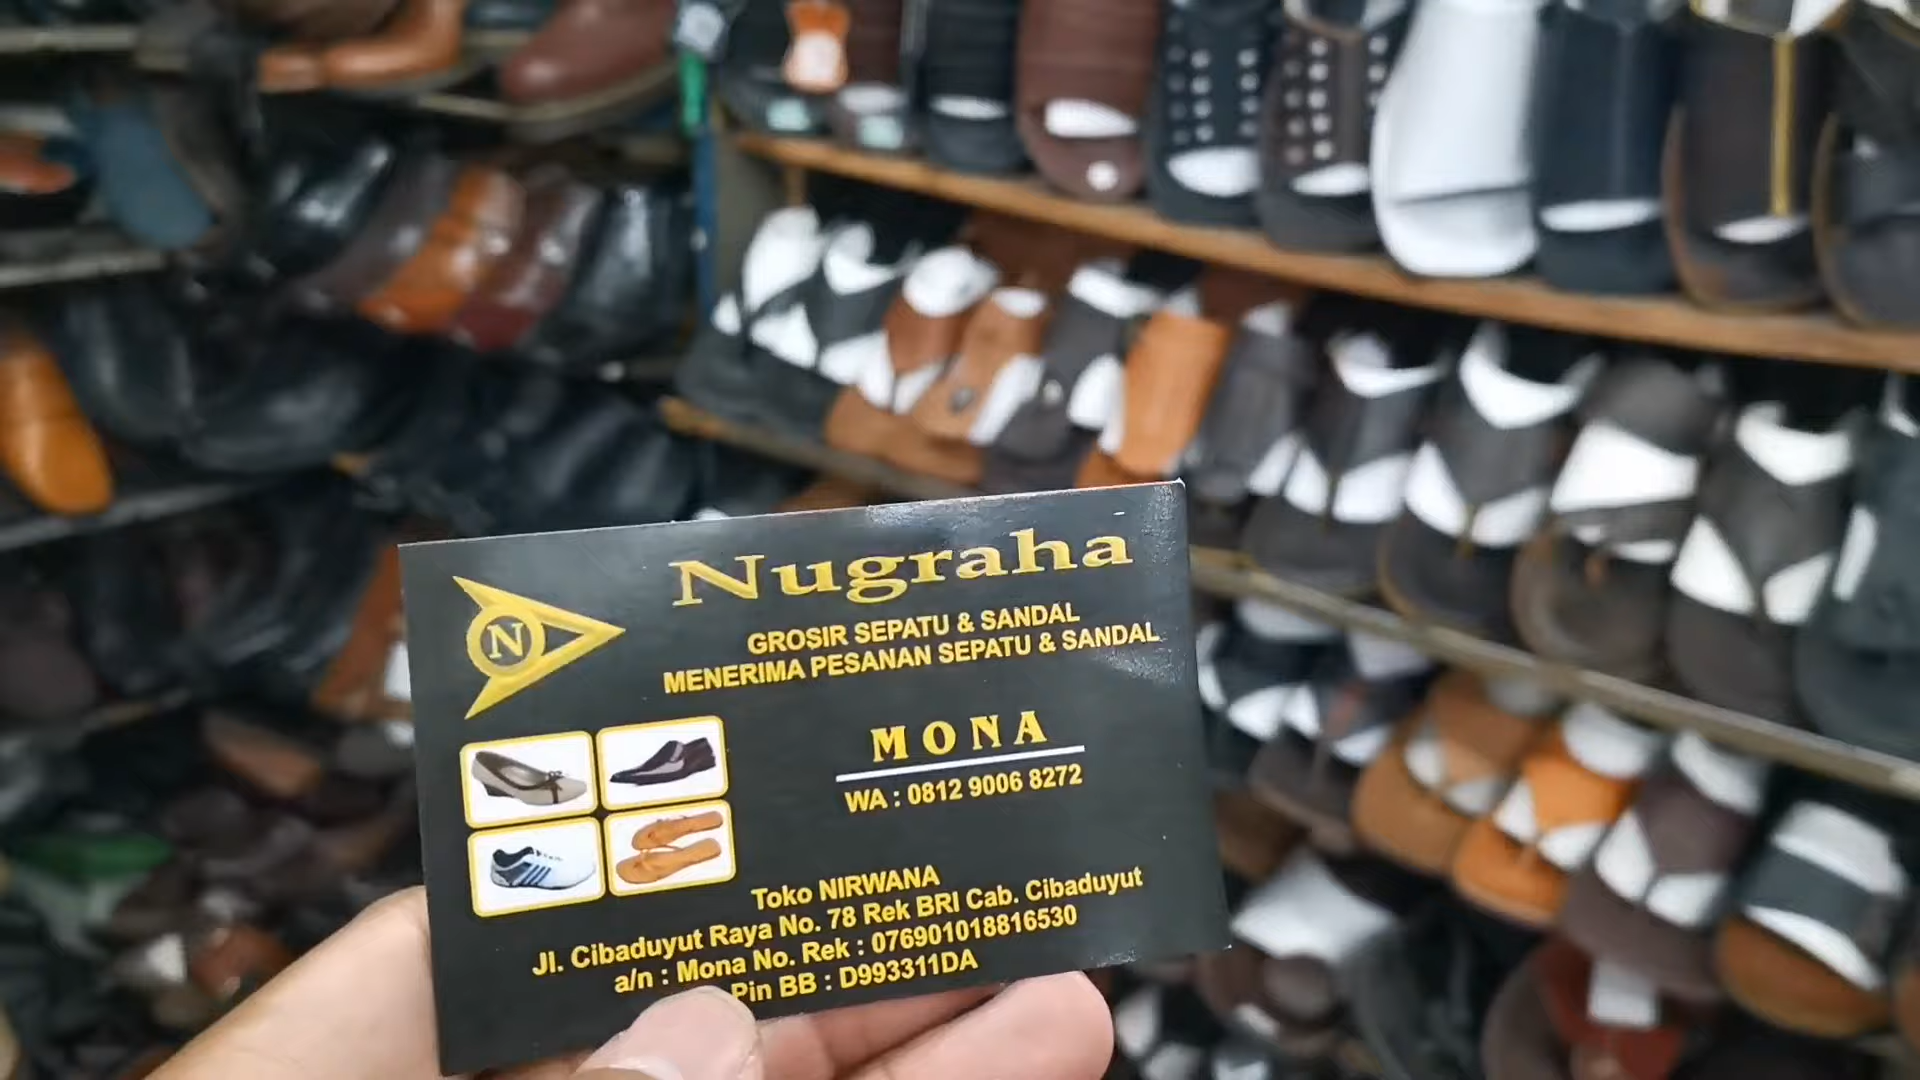 Nugraha
N
GROSIR SEPATU & SANDAL
MENERIMA PESANAN SEPATU & SANDAL
MONA
WA : 0812 9006 8272
Toko NIRWANA
Jl. Cibaduyut Raya No. 78 Rek BRI Cab. Cibaduyut
a/n : Mona No. Rek : 076901018816530
Pin BB : D993311DA